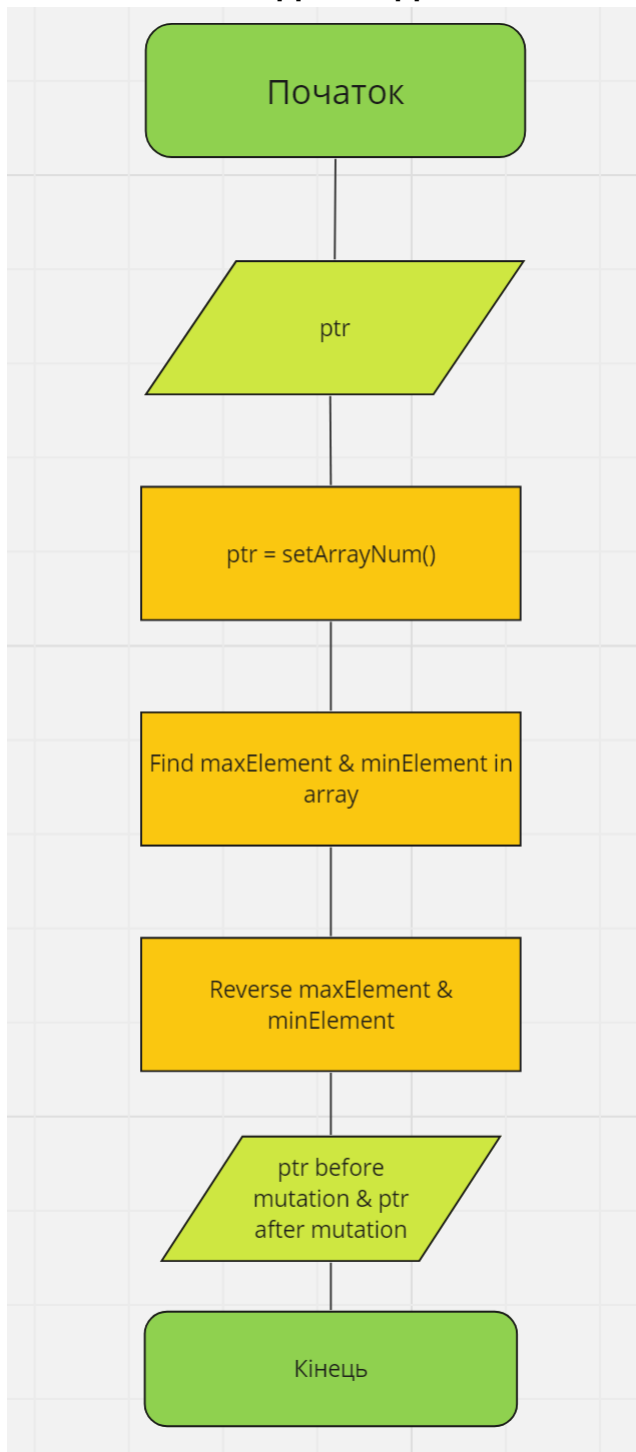 Початок
ptr
ptr = setArrayNum()
Find maxElement & minElement in
array
Reverse maxElement &
minElement
ptr before
mutation & ptr
after mutation
Кінець